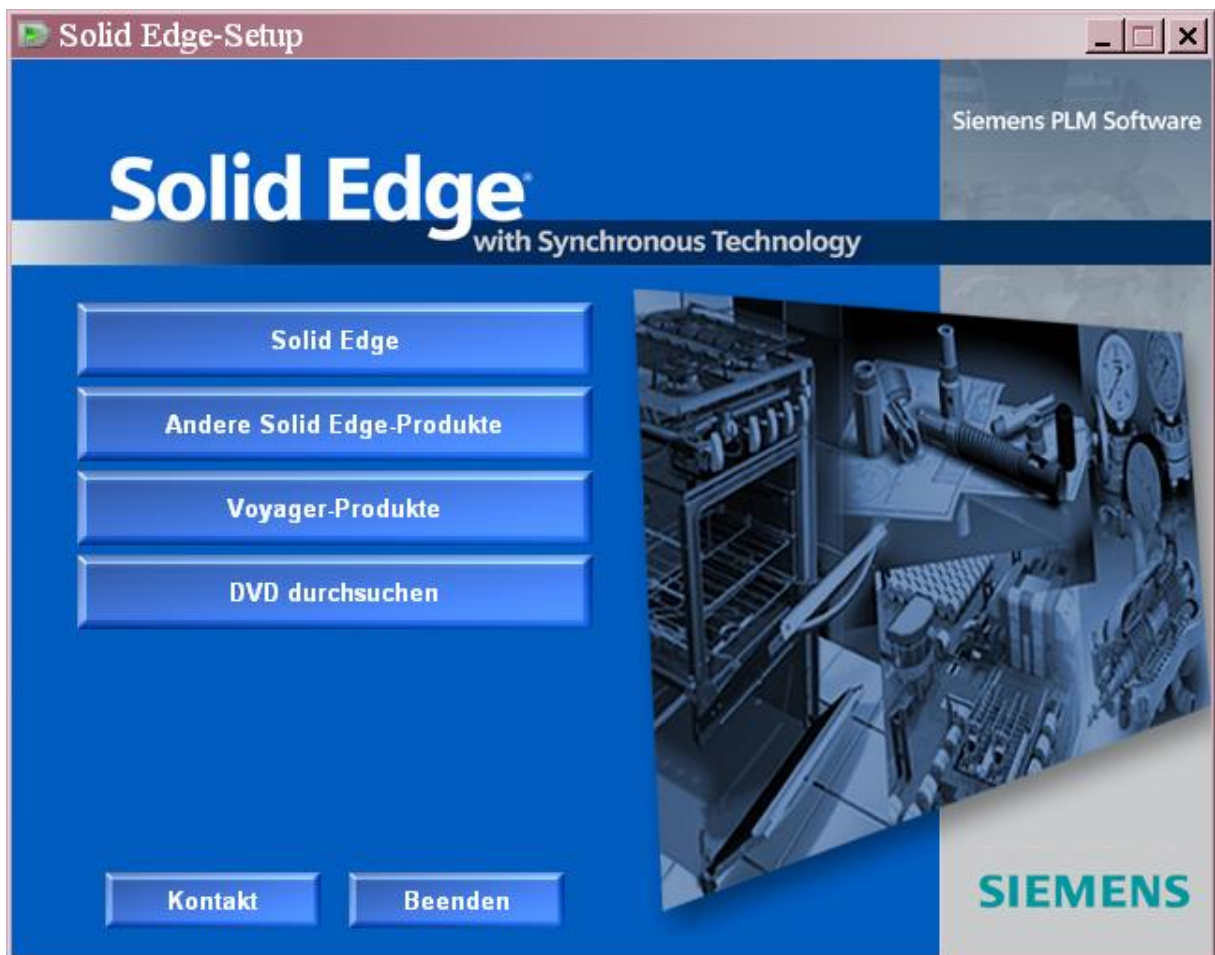 Solid Edge-Setup
Siemens PLM Software
Solid Edge®
with Synchronous Technology
Solid Edge
Andere Solid Edge-Produkte
Voyager-Produkte
DVD durchsuchen
Kontakt
Beenden
SIEMENS